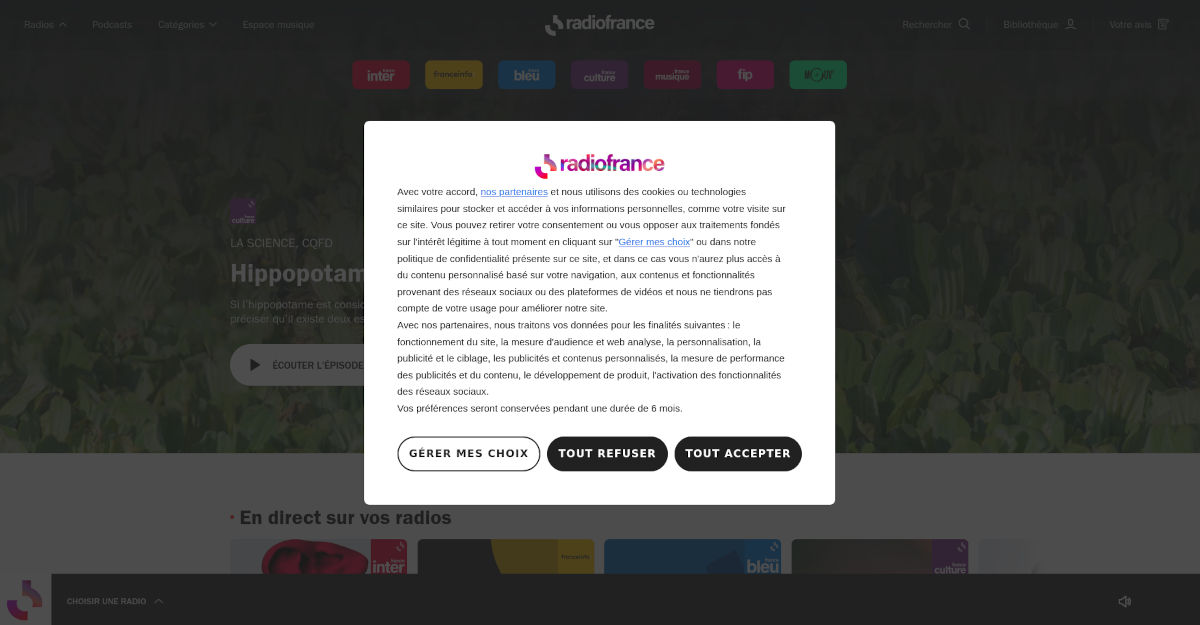 Radios
Podcasts
Catégories
Espace musique
radiofrance
Rechercher
Bibliothèque
Votre avis
france
inter
franceinfo
france
bleu
france
culture
france
musique
fip
MOUV'
radiofrance
Avec votre accord, nos partenaires et nous utilisons des cookies ou technologies
similaires pour stocker et accéder à vos informations personnelles, comme votre visite sur
ce site. Vous pouvez retirer votre consentement ou vous opposer aux traitements fondés
sur l'intérêt légitime à tout moment en cliquant sur "Gérer mes choix" ou dans notre
politique de confidentialité présente sur ce site, et dans ce cas vous n'aurez plus accès à
du contenu personnalisé basé sur votre navigation, aux contenus et fonctionnalités
provenant des réseaux sociaux ou des plateformes de vidéos et nous ne tiendrons pas
compte de votre usage pour améliorer notre site.
Avec nos partenaires, nous traitons vos données pour les finalités suivantes : le
fonctionnement du site, la mesure d'audience et web analyse, la personnalisation, la
publicité et le ciblage, les publicités et contenus personnalisés, la mesure de performance
des publicités et du contenu, le développement de produit, l'activation des fonctionnalités
des réseaux sociaux.
Vos préférences seront conservées pendant une durée de 6 mois.
GÉRER MES CHOIX
TOUT REFUSER
TOUT ACCEPTER
france
culture
LA SCIENCE, CQFD
Hippopotam
Si l'hippopotame est consid
préciser qu'il existe deux es
ÉCOUTER L'ÉPISODE
En direct sur vos radios
france
inter
franceinfo
france
bleu
france
culture
CHOISIR UNE RADIO